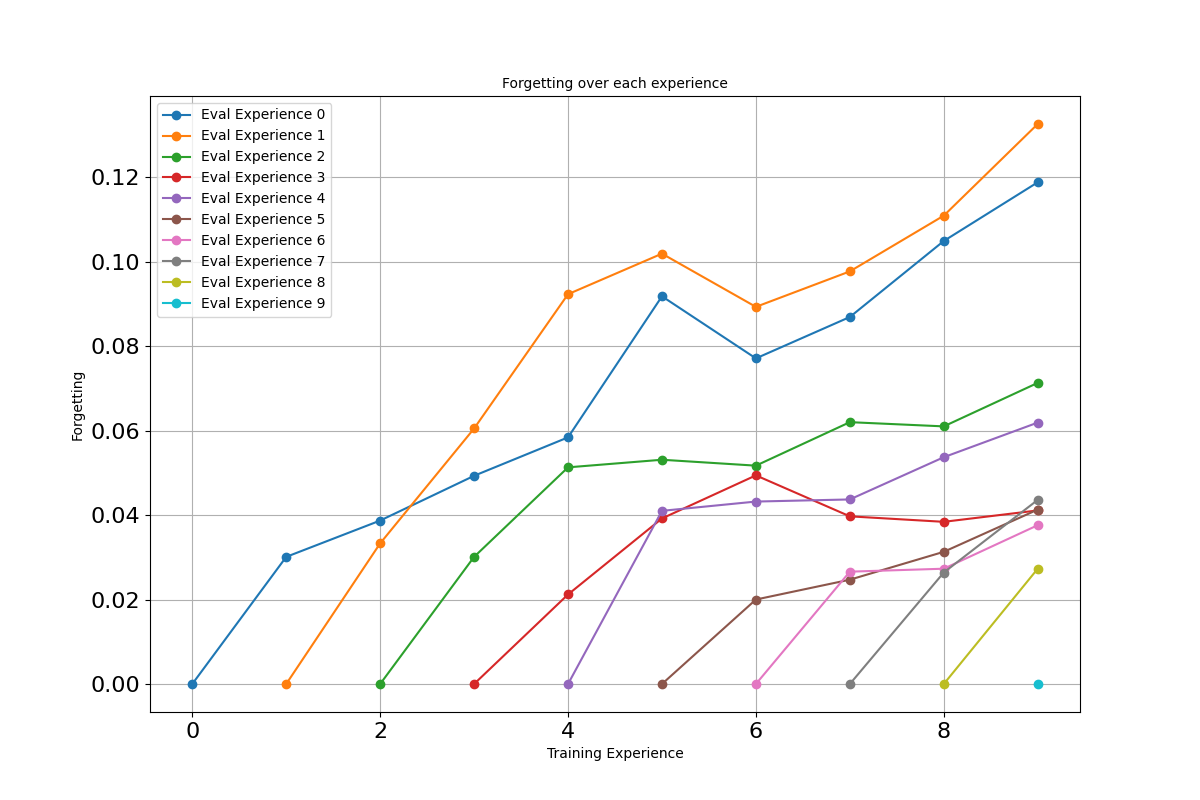 Forgetting over each experience
Eval Experience 0
Eval Experience 1
Eval Experience 2
Eval Experience 3
Eval Experience 4
Eval Experience 5
Eval Experience 6
Eval Experience 7
Eval Experience 8
Eval Experience 9
0.12
0.10
0.08
0.06
0.04
0.02
0.00
Forgetting
0 2 4 6 8
Training Experience